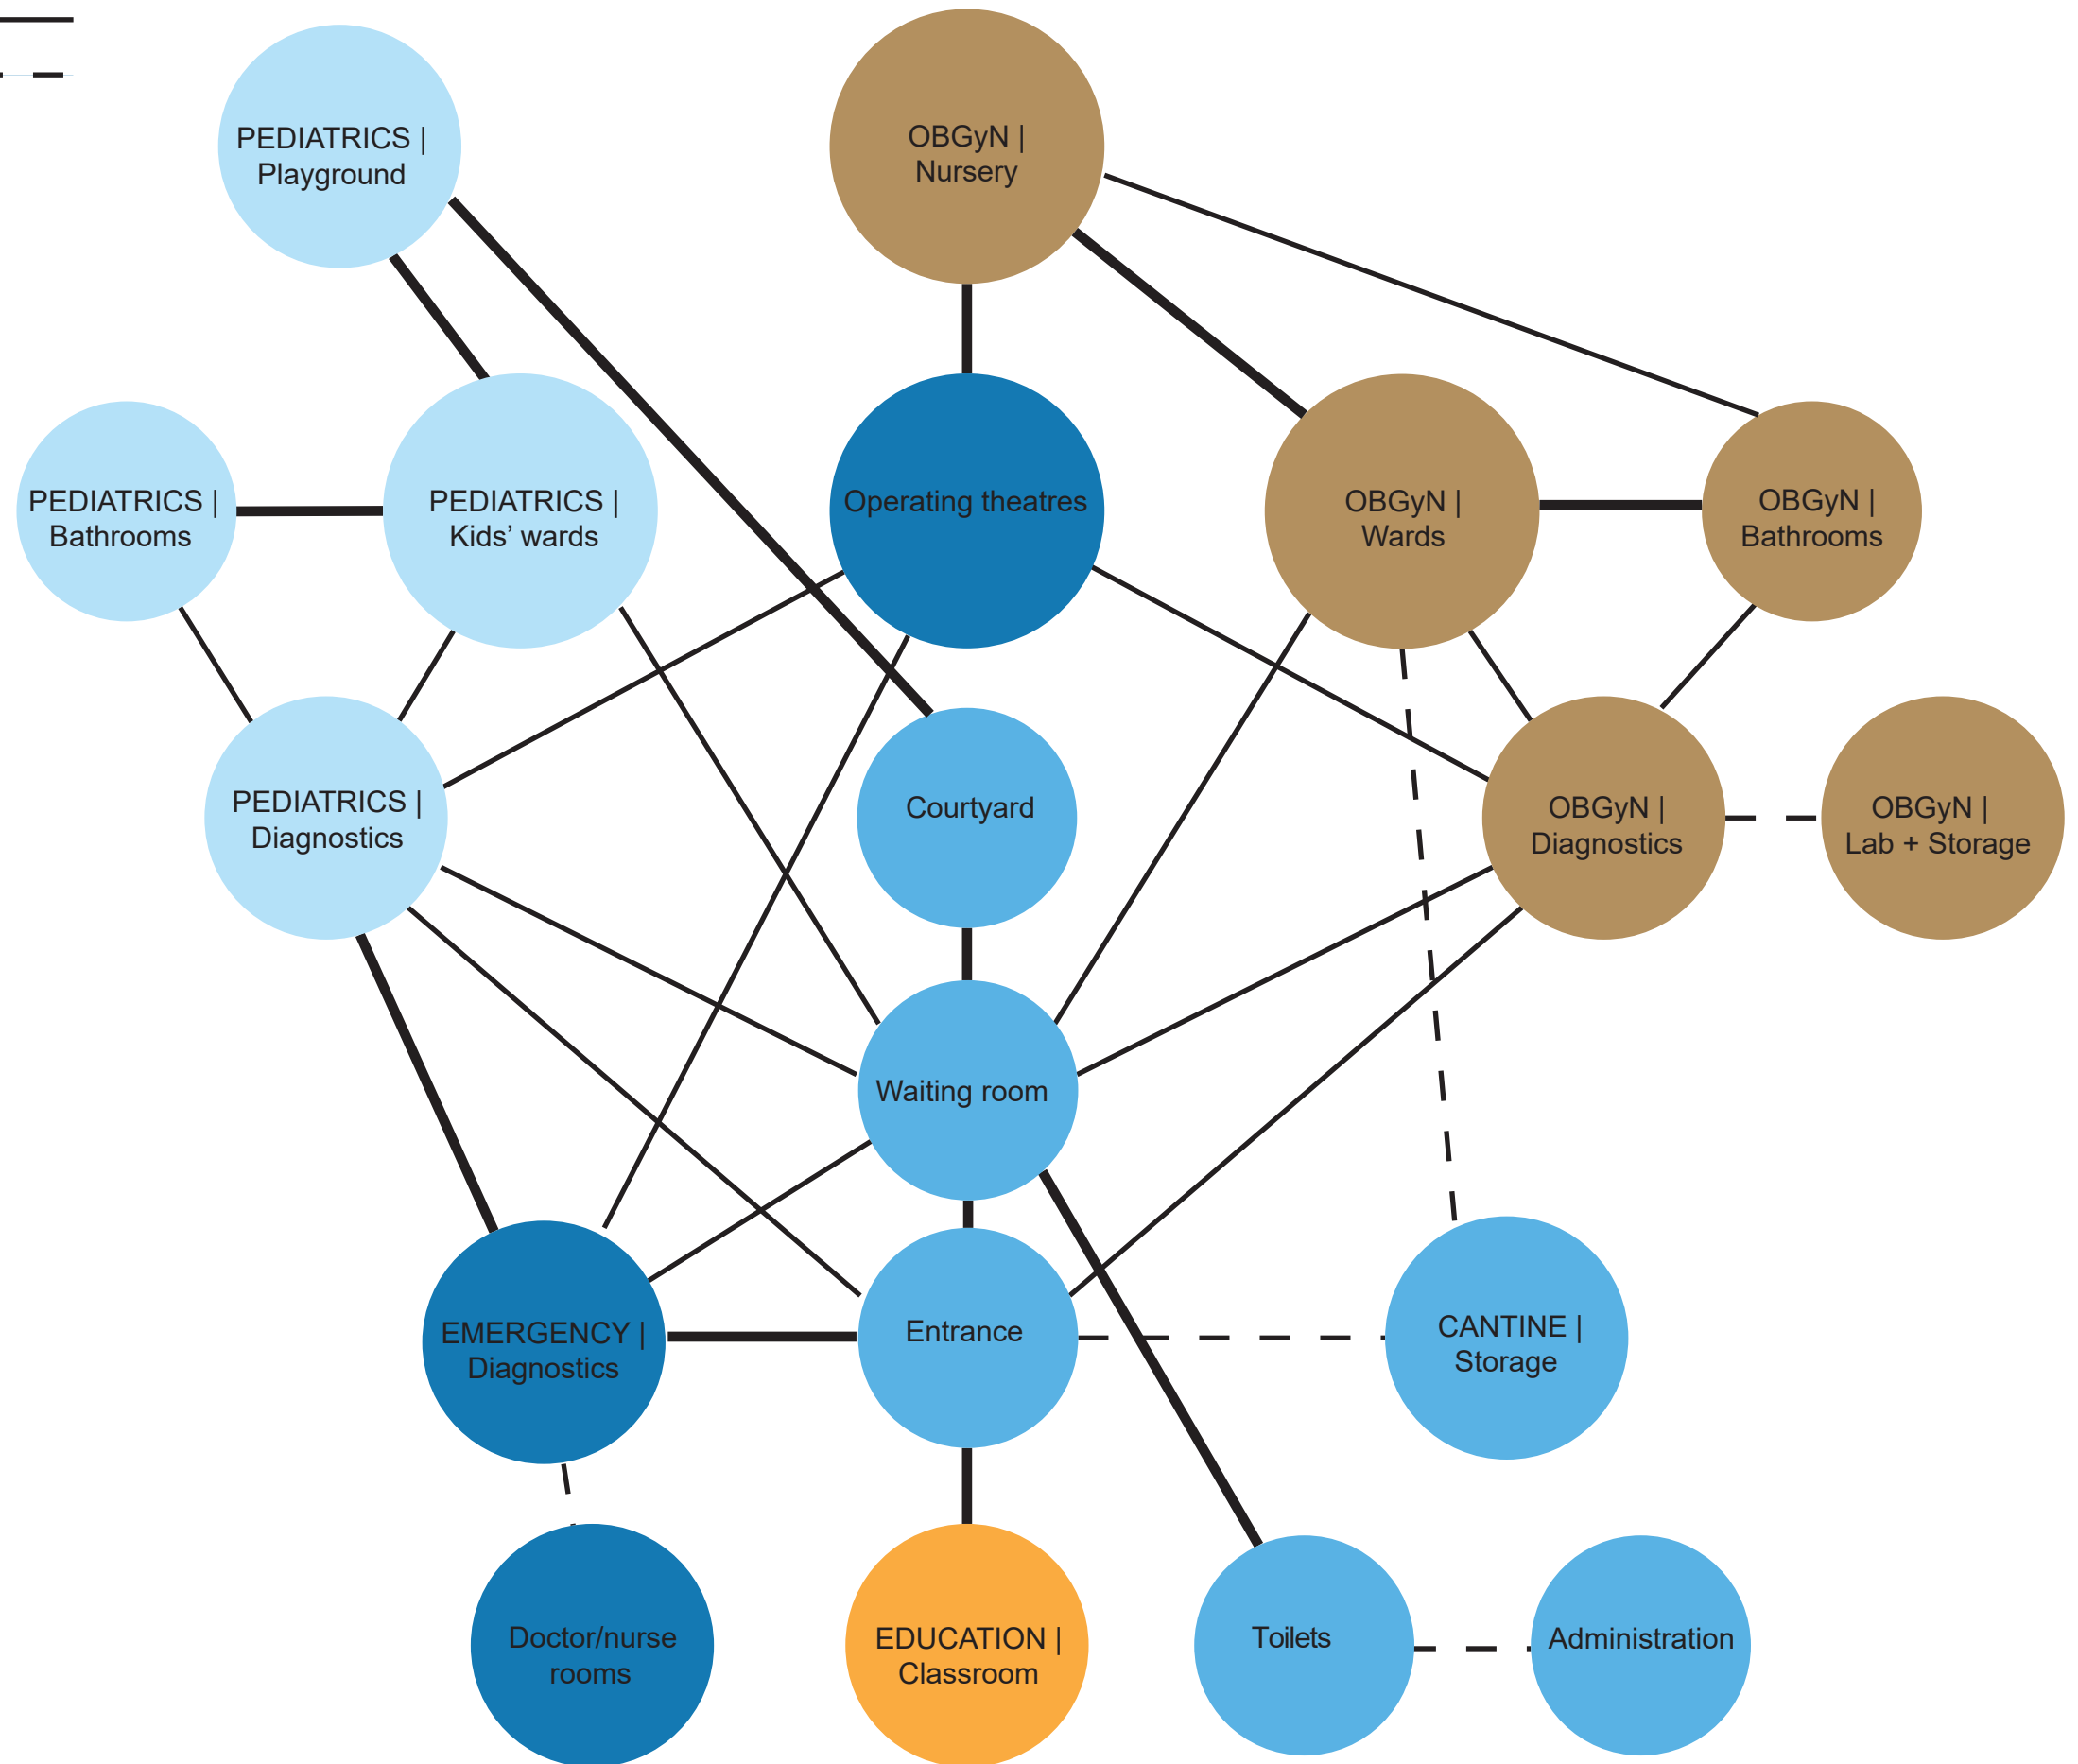 PEDIATRICS |
Playground
OBGyN |
Nursery
PEDIATRICS |
Bathrooms
PEDIATRICS |
Kids’ wards
Operating theatres
OBGyN |
Wards
OBGyN |
Bathrooms
PEDIATRICS |
Diagnostics
Courtyard
OBGyN |
Diagnostics
OBGyN |
Lab + Storage
Waiting room
EMERGENCY |
Diagnostics
Entrance
CANTINE |
Storage
Doctor/nurse
rooms
EDUCATION |
Classroom
Toilets
Administration